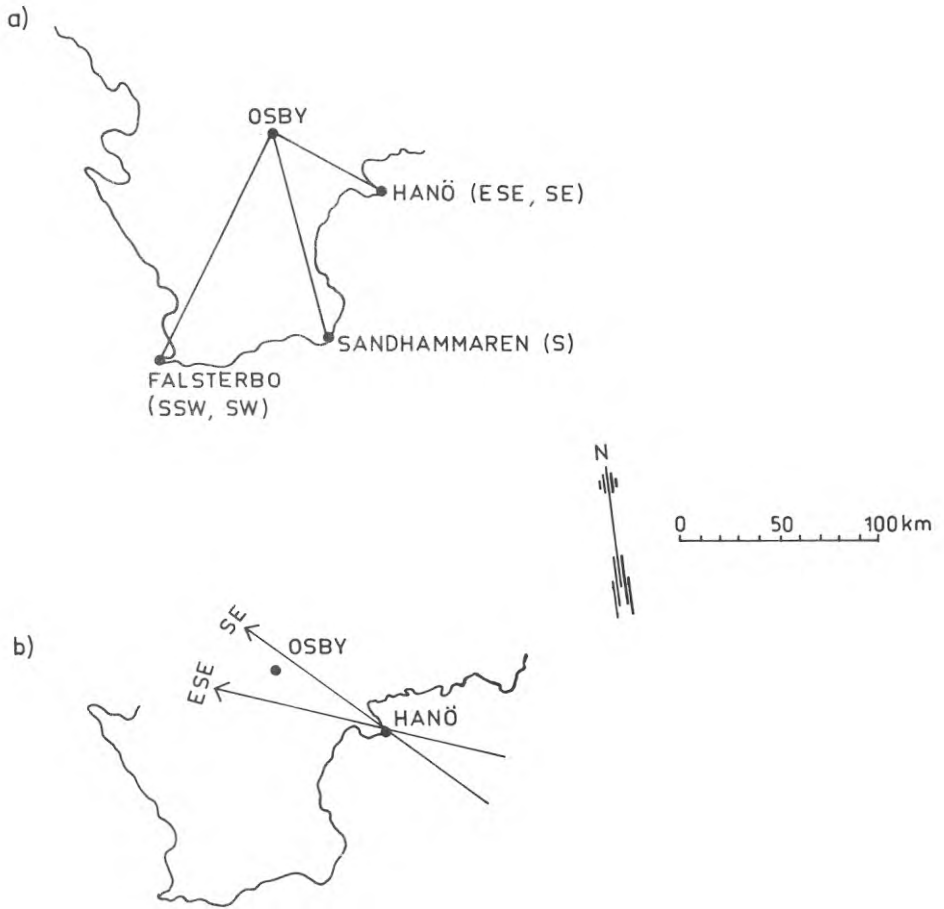 a)
OSBY
HANÖ (ESE, SE)
SANDHAMMAREN (S)
FALSTERBO
(SSW, SW)
N
0 50 100 km
b)
SE
OSBY
ESE
HANÖ